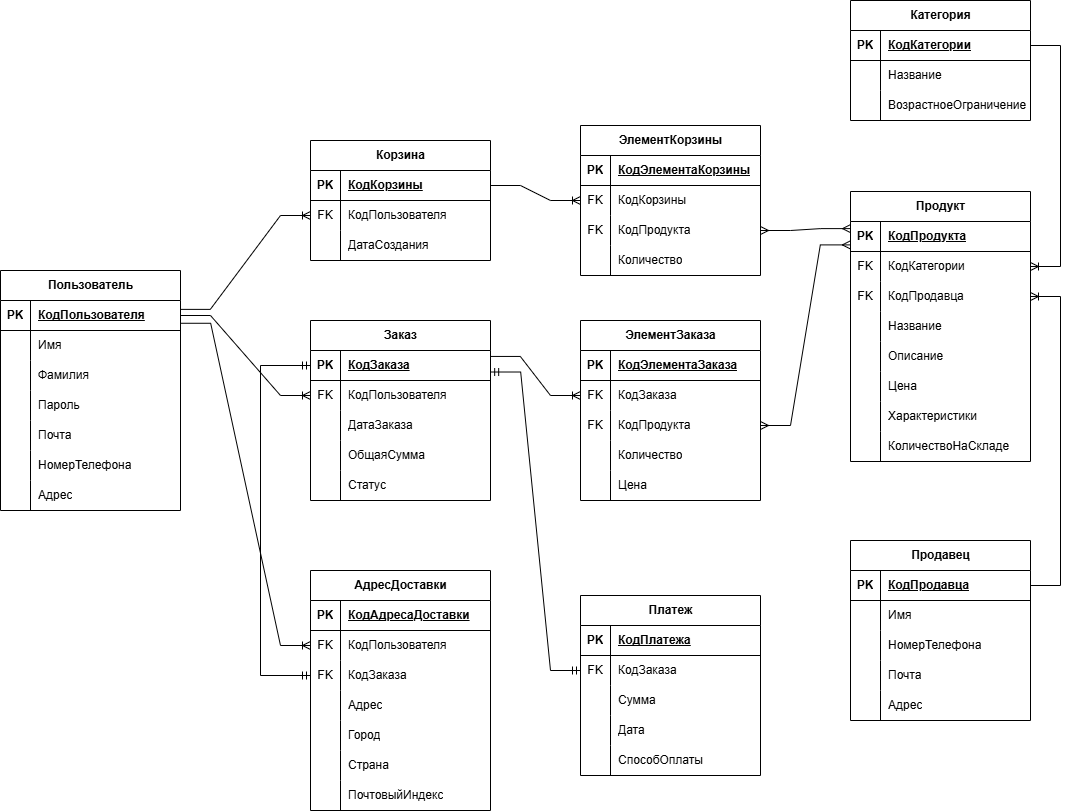 Категория
PK КодКатегории
Название
ВозрастноеОграничение
Корзина
PK КодКорзины
FK КодПользователя
ДатаСоздания
ЭлементКорзины
PK КодЭлементаКорзины
FK КодКорзины
FK КодПродукта
Количество
Продукт
PK КодПродукта
FK КодКатегории
FK КодПродавца
Название
Описание
Цена
Характеристики
КоличествоНаСкладе
Пользователь
PK КодПользователя
Имя
Фамилия
Пароль
Почта
НомерТелефона
Адрес
Заказ
PK КодЗаказа
FK КодПользователя
ДатаЗаказа
ОбщаяСумма
Статус
ЭлементЗаказа
PK КодЭлементаЗаказа
FK КодЗаказа
FK КодПродукта
Количество
Цена
АдресДоставки
PK КодАдресаДоставки
FK КодПользователя
FK КодЗаказа
Адрес
Город
Страна
ПочтовыйИндекс
Платеж
PK КодПлатежа
FK КодЗаказа
Сумма
Дата
СпособОплаты
Продавец
PK КодПродавца
Имя
НомерТелефона
Почта
Адрес